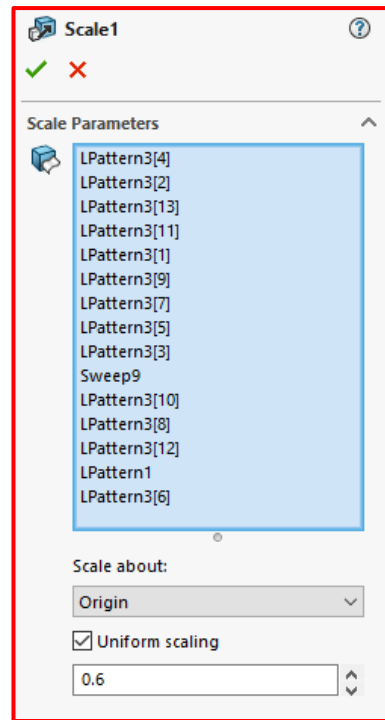 Scale1
Scale Parameters
LPattern3[4]
LPattern3[2]
LPattern3[13]
LPattern3[11]
LPattern3[1]
LPattern3[9]
LPattern3[7]
LPattern3[5]
LPattern3[3]
Sweep9
LPattern3[10]
LPattern3[8]
LPattern3[12]
LPattern1
LPattern3[6]
Scale about:
Origin
Uniform scaling
0.6